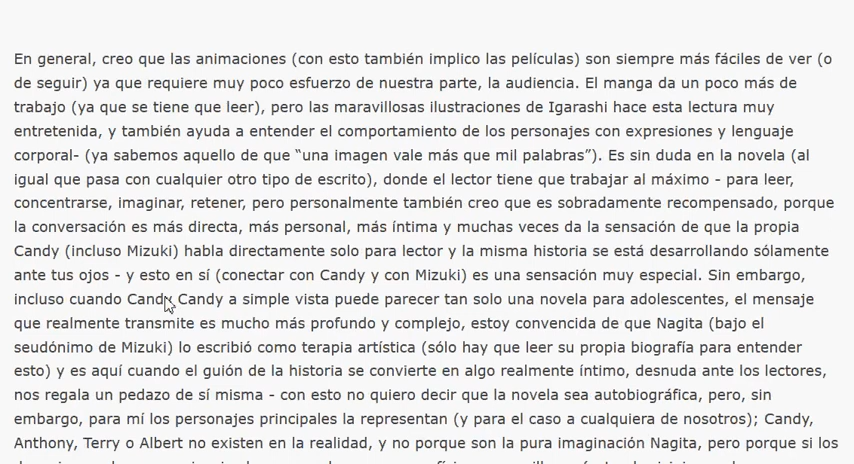 En general, creo que las animaciones (con esto también implico las películas) son siempre más fáciles de ver (o
de seguir) ya que requiere muy poco esfuerzo de nuestra parte, la audiencia. El manga da un poco más de
trabajo (ya que se tiene que leer), pero las maravillosas ilustraciones de Igarashi hace esta lectura muy
entretenida, y también ayuda a entender el comportamiento de los personajes con expresiones y lenguaje
corporal- (ya sabemos aquello de que “una imagen vale más que mil palabras”). Es sin duda en la novela (al
igual que pasa con cualquier otro tipo de escrito), donde el lector tiene que trabajar al máximo - para leer,
concentrarse, imaginar, retener, pero personalmente también creo que es sobradamente recompensado, porque
la conversación es más directa, más personal, más íntima y muchas veces da la sensación de que la propia
Candy (incluso Mizuki) habla directamente solo para lector y la misma historia se está desarrollando sólamente
ante tus ojos - y esto en sí (conectar con Candy y con Mizuki) es una sensación muy especial. Sin embargo,
incluso cuando Candy Candy a simple vista puede parecer tan solo una novela para adolescentes, el mensaje
que realmente transmite es mucho más profundo y complejo, estoy convencida de que Nagita (bajo el
seudónimo de Mizuki) lo escribió como terapia artística (sólo hay que leer su propia biografía para entender
esto) y es aquí cuando el guión de la historia se convierte en algo realmente íntimo, desnuda ante los lectores,
nos regala un pedazo de sí misma - con esto no quiero decir que la novela sea autobiográfica, pero, sin
embargo, para mí los personajes principales la representan (y para el caso a cualquiera de nosotros); Candy,
Anthony, Terry o Albert no existen en la realidad, y no porque son la pura imaginación Nagita, pero porque si los